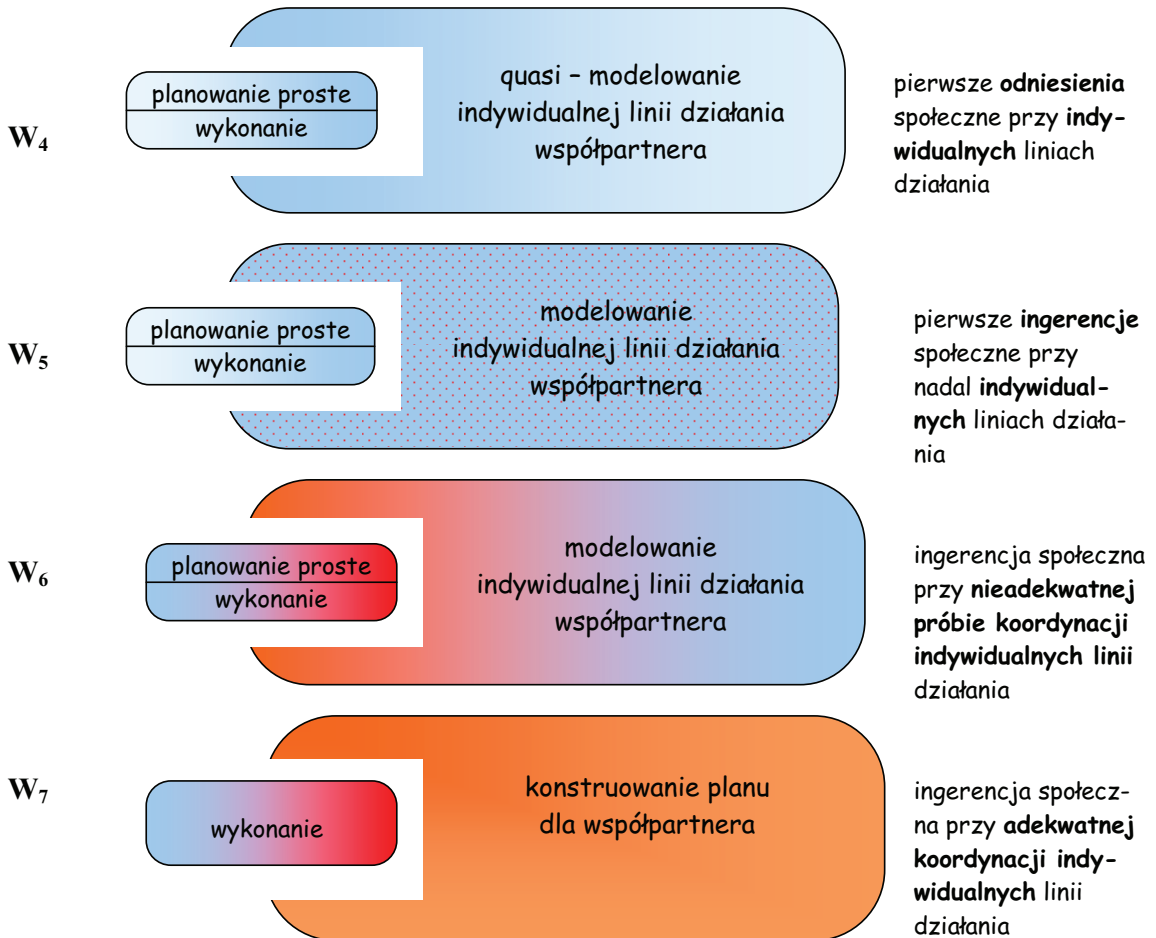 W₄
planowanie proste
wykonanie
quasi – modelowanie
indywidualnej linii działania
współpartnera
pierwsze odniesienia
społeczne przy indy-
widualnych liniach
działania
W₅
planowanie proste
wykonanie
modelowanie
indywidualnej linii działania
współpartnera
pierwsze ingerencje
społeczne przy
nadal indywidual-
nych liniach działa-
nia
W₆
planowanie proste
wykonanie
modelowanie
indywidualnej linii działania
współpartnera
ingerencja społeczna
przy nieadekwatnej
próbie koordynacji
indywidualnych linii
działania
W₇
wykonanie
konstruowanie planu
dla współpartnera
ingerencja społecz-
na przy adekwatnej
koordynacji indy-
widualnych linii
działania